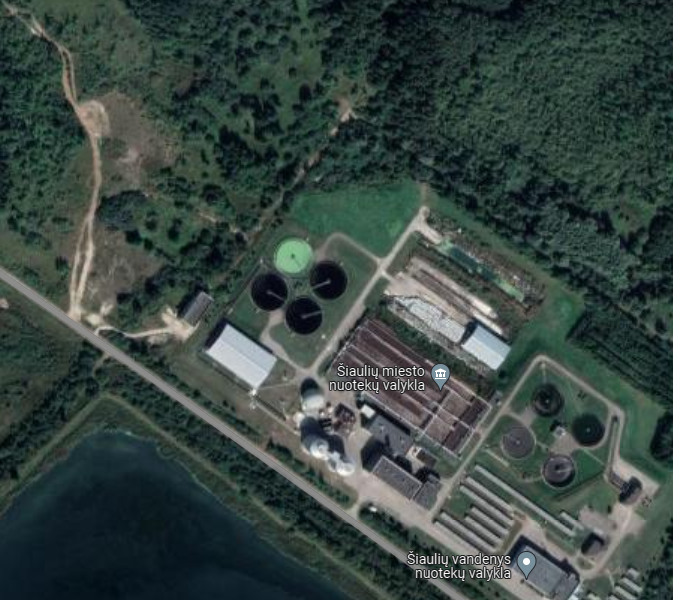 Šiaulių miesto
nuotekų valykla
Šiaulių vandenys
nuotekų valykla